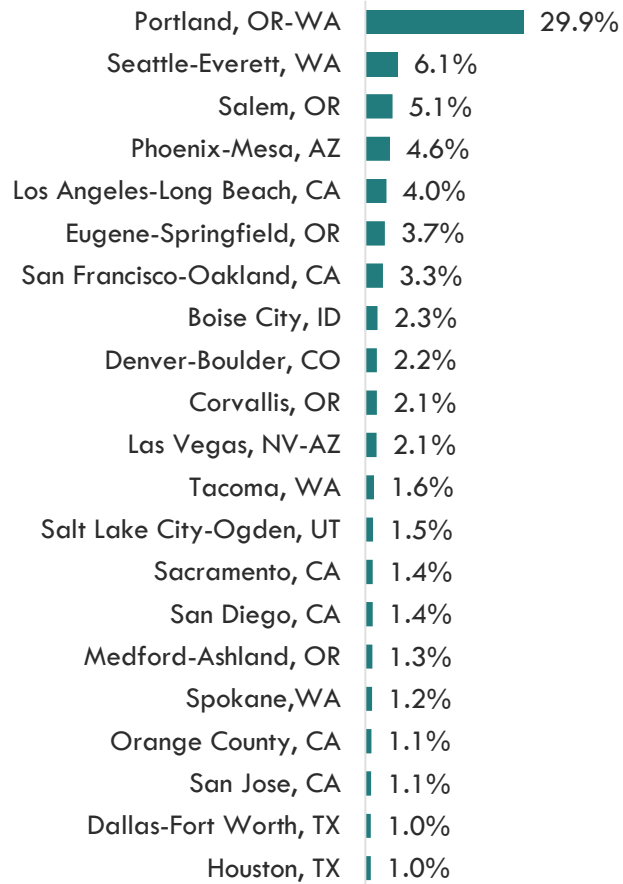 Portland, OR-WA 29.9%
Seattle-Everett, WA 6.1%
Salem, OR 5.1%
Phoenix-Mesa, AZ 4.6%
Los Angeles-Long Beach, CA 4.0%
Eugene-Springfield, OR 3.7%
San Francisco-Oakland, CA 3.3%
Boise City, ID 2.3%
Denver-Boulder, CO 2.2%
Corvallis, OR 2.1%
Las Vegas, NV-AZ 2.1%
Tacoma, WA 1.6%
Salt Lake City-Ogden, UT 1.5%
Sacramento, CA 1.4%
San Diego, CA 1.4%
Medford-Ashland, OR 1.3%
Spokane,WA 1.2%
Orange County, CA 1.1%
San Jose, CA 1.1%
Dallas-Fort Worth, TX 1.0%
Houston, TX 1.0%